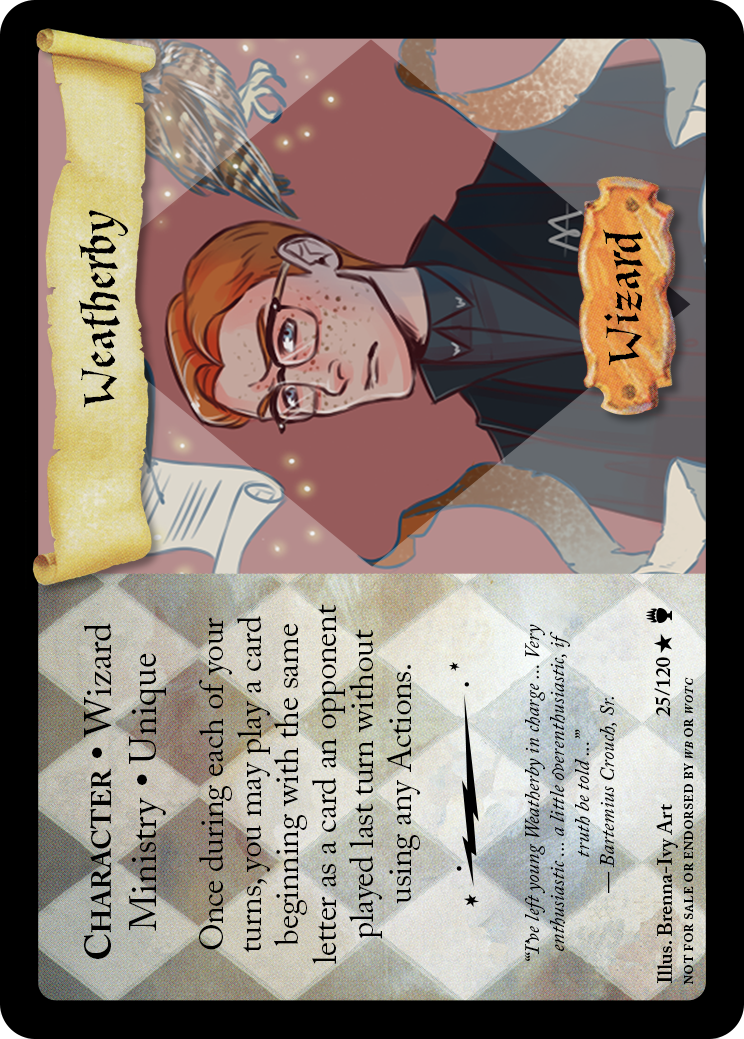 Weatherby
Wizard
CHARACTER • Wizard
Ministry • Unique
Once during each of your
turns, you may play a card
beginning with the same
letter as a card an opponent
played last turn without
using any Actions.
“‘I’ve left young Weatherby in charge ... Very
enthusiastic ... a little overenthusiastic, if
truth be told ...’”
— Bartemius Crouch, Sr.
Illus. Brenna-Ivy Art 25/120 ★
NOT FOR SALE OR ENDORSED BY WB OR WOTC